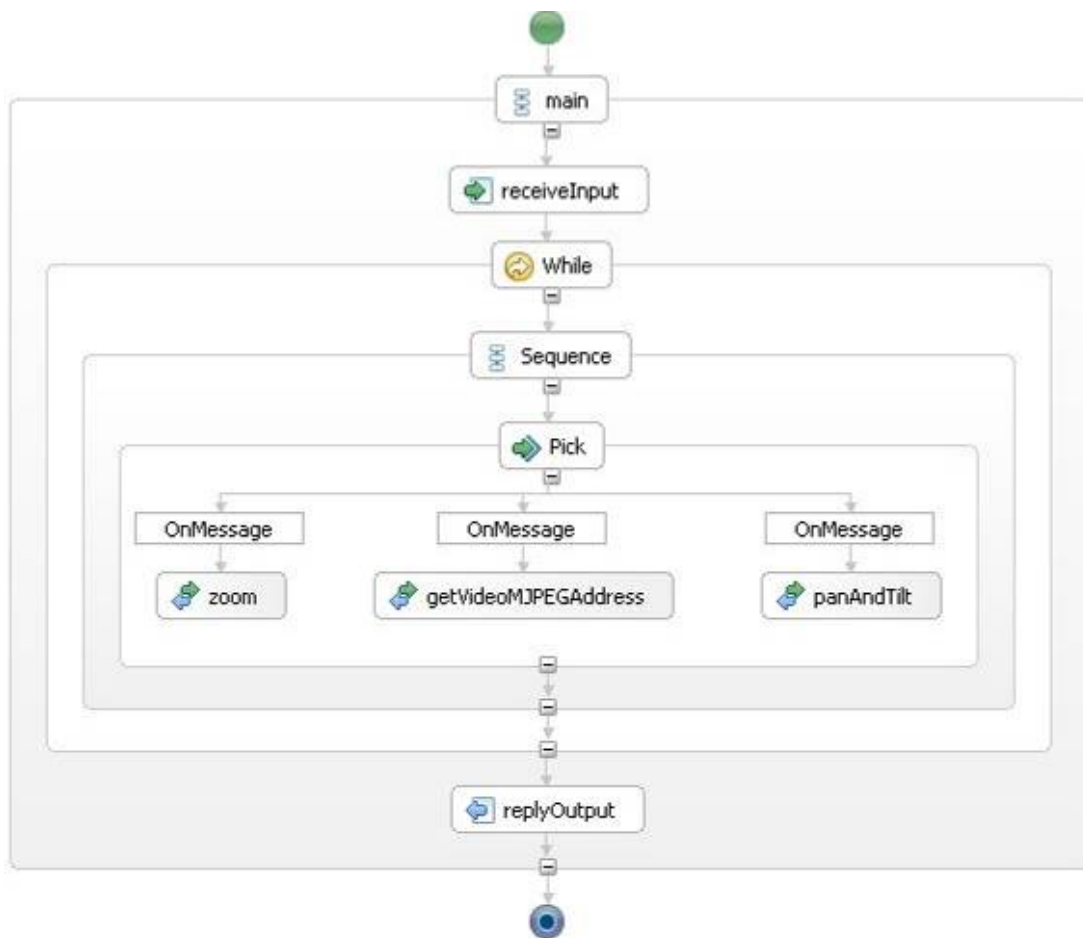 main
receiveInput
While
Sequence
Pick
OnMessage
OnMessage
OnMessage
zoom
getVideoMJPEGAddress
panAndTilt
replyOutput